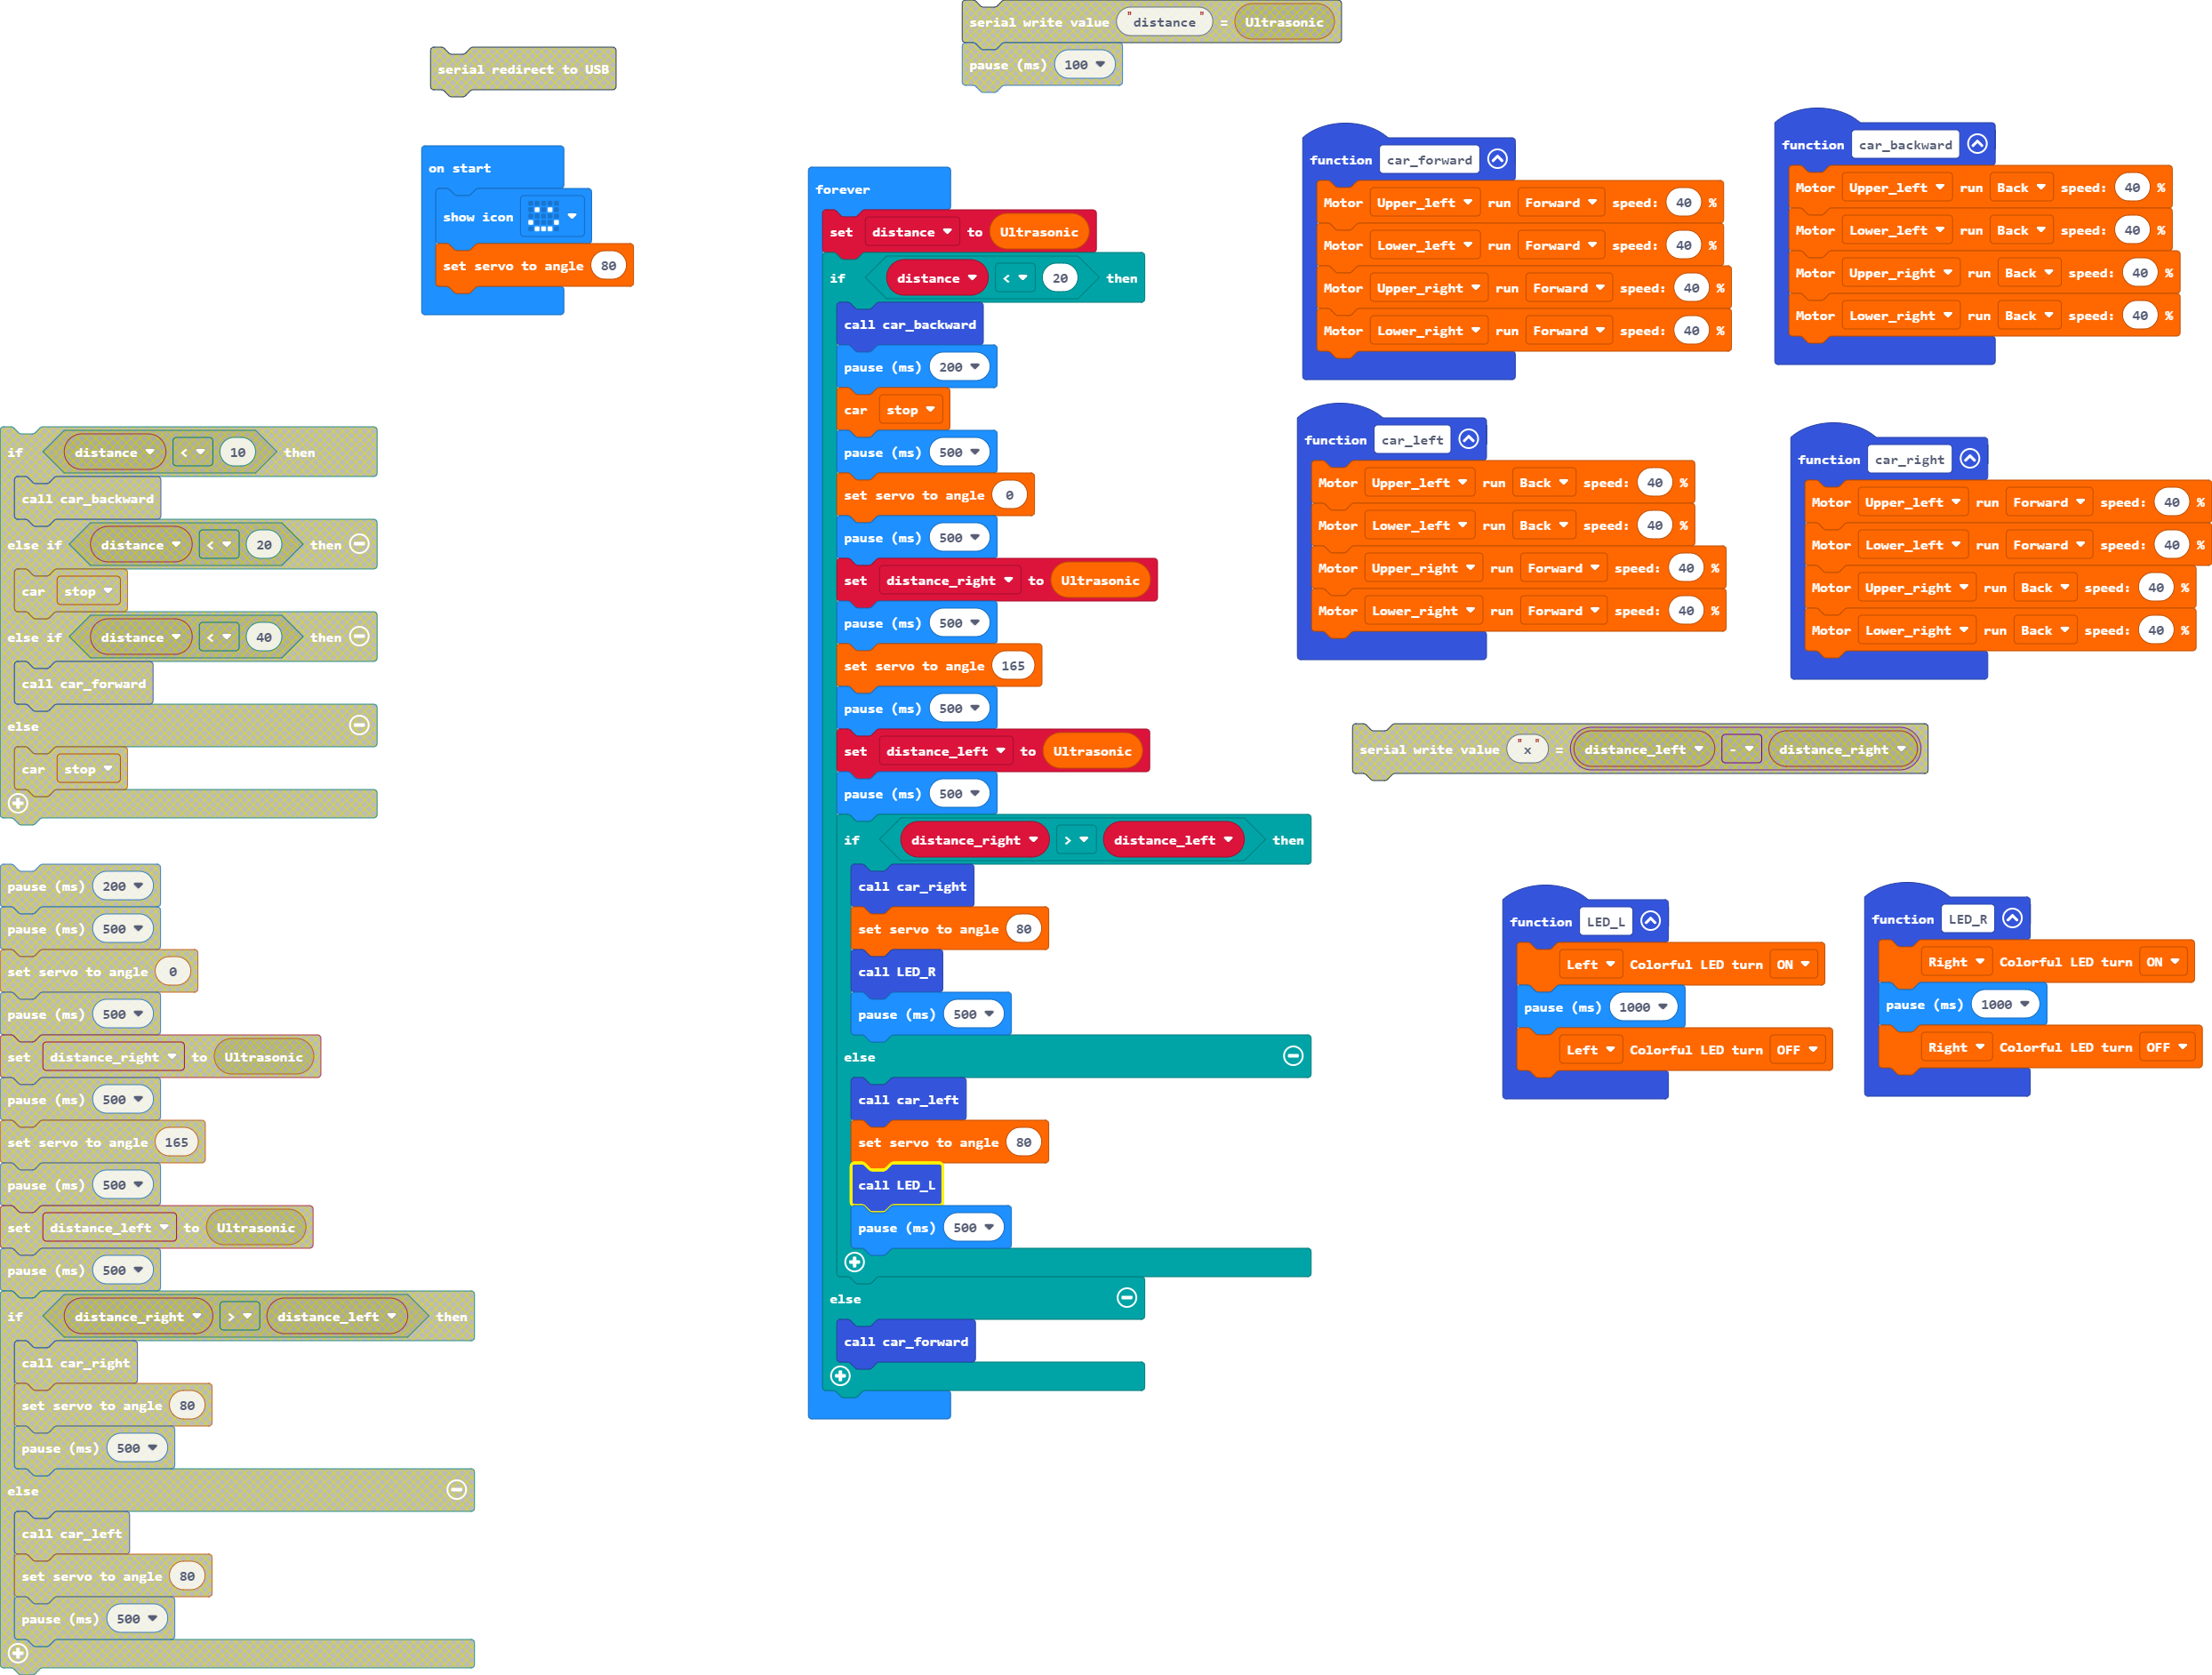 serial write value "distance" = Ultrasonic
pause (ms) 100
serial redirect to USB
on start
show icon
set servo to angle 80
forever
set distance to Ultrasonic
if distance < 20 then
call car_backward
pause (ms) 200
car stop
pause (ms) 500
set servo to angle 0
pause (ms) 500
set distance_right to Ultrasonic
pause (ms) 500
set servo to angle 165
pause (ms) 500
set distance_left to Ultrasonic
pause (ms) 500
if distance_right > distance_left then
call car_right
set servo to angle 80
call LED_R
pause (ms) 500
else
call car_left
set servo to angle 80
call LED_L
pause (ms) 500
else
call car_forward
function car_forward
Motor Upper_left run Forward speed: 40 %
Motor Lower_left run Forward speed: 40 %
Motor Upper_right run Forward speed: 40 %
Motor Lower_right run Forward speed: 40 %
function car_backward
Motor Upper_left run Back speed: 40 %
Motor Lower_left run Back speed: 40 %
Motor Upper_right run Back speed: 40 %
Motor Lower_right run Back speed: 40 %
function car_left
Motor Upper_left run Back speed: 40 %
Motor Lower_left run Back speed: 40 %
Motor Upper_right run Forward speed: 40 %
Motor Lower_right run Forward speed: 40 %
function car_right
Motor Upper_left run Forward speed: 40 %
Motor Lower_left run Forward speed: 40 %
Motor Upper_right run Back speed: 40 %
Motor Lower_right run Back speed: 40 %
serial write value "x" = distance_left - distance_right
function LED_L
Left Colorful LED turn ON
pause (ms) 1000
Left Colorful LED turn OFF
function LED_R
Right Colorful LED turn ON
pause (ms) 1000
Right Colorful LED turn OFF
if distance < 10 then
call car_backward
else if distance < 20 then
car stop
else if distance < 40 then
call car_forward
else
car stop
pause (ms) 200
pause (ms) 500
set servo to angle 0
pause (ms) 500
set distance_right to Ultrasonic
pause (ms) 500
set servo to angle 165
pause (ms) 500
set distance_left to Ultrasonic
pause (ms) 500
if distance_right > distance_left then
call car_right
set servo to angle 80
pause (ms) 500
else
call car_left
set servo to angle 80
pause (ms) 500